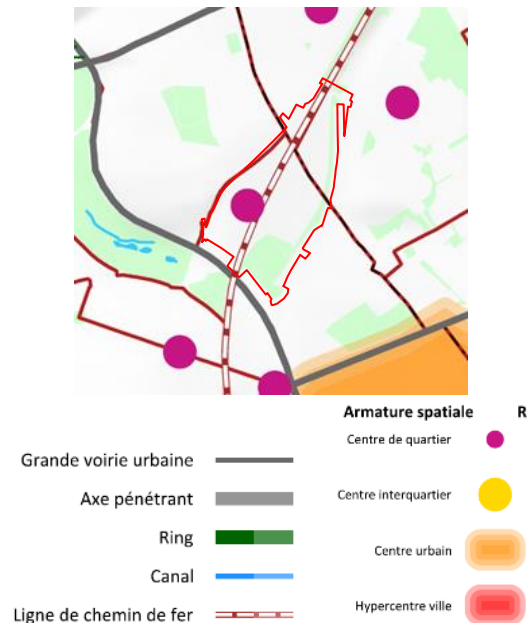 Armature spatiale R
Centre de quartier
Grande voirie urbaine
Axe pénétrant
Centre interquartier
Ring
Centre urbain
Canal
Hypercentre ville
Ligne de chemin de fer